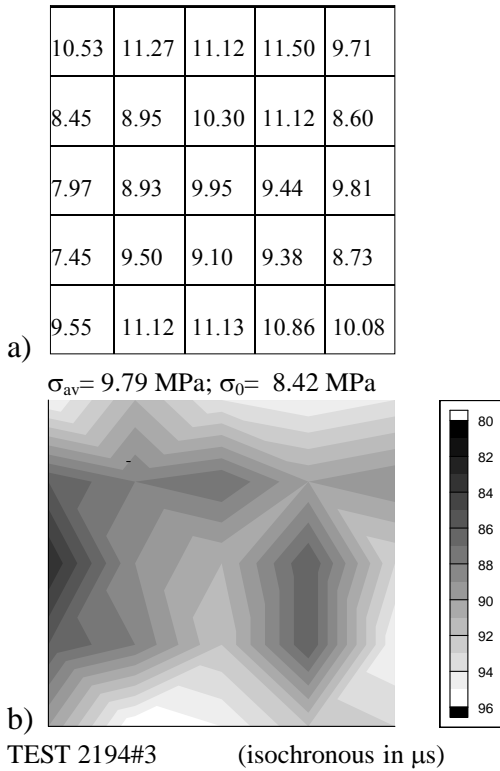 10.53 11.27 11.12 11.50 9.71
8.45 8.95 10.30 11.12 8.60
7.97 8.93 9.95 9.44 9.81
7.45 9.50 9.10 9.38 8.73
9.55 11.12 11.13 10.86 10.08
a)
σav= 9.79 MPa; σ0= 8.42 MPa
80
82
84
86
88
90
92
94
96
b)
TEST 2194#3 (isochronous in μs)